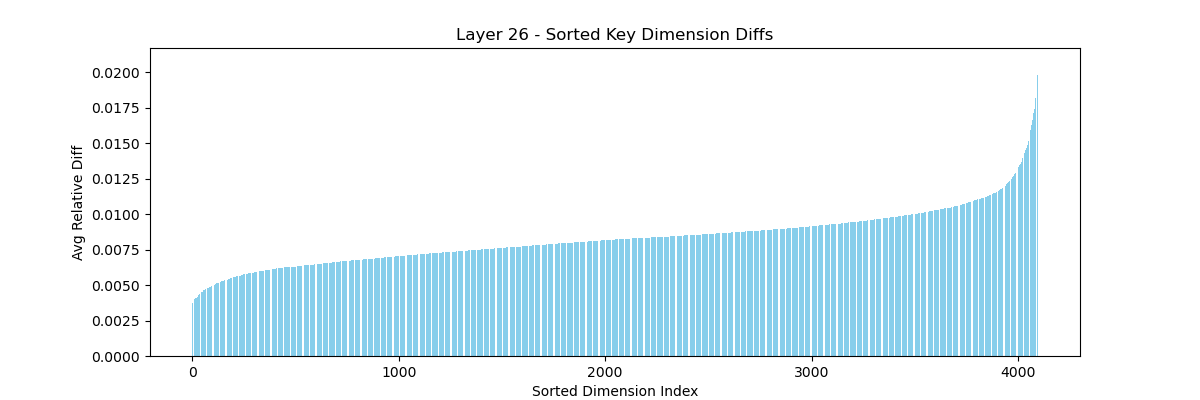 Layer 26 - Sorted Key Dimension Diffs
Avg Relative Diff
0.0200
0.0175
0.0150
0.0125
0.0100
0.0075
0.0050
0.0025
0.0000
0 1000 2000 3000 4000
Sorted Dimension Index